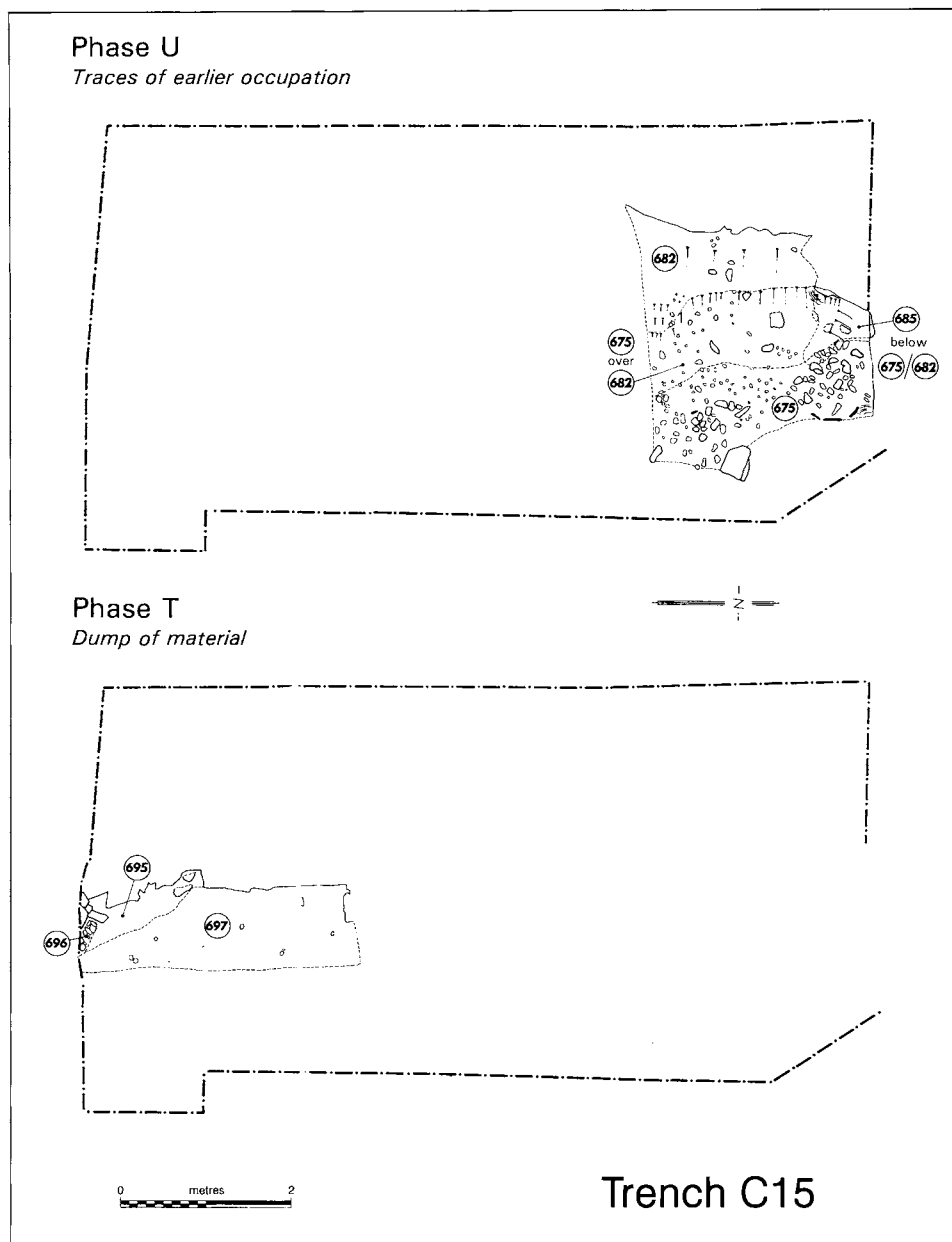 Phase U
Traces of earlier occupation
682
685
below
675/682
675
over
682
675
N
Phase T
Dump of material
695
697
696
0 metres 2
Trench C15